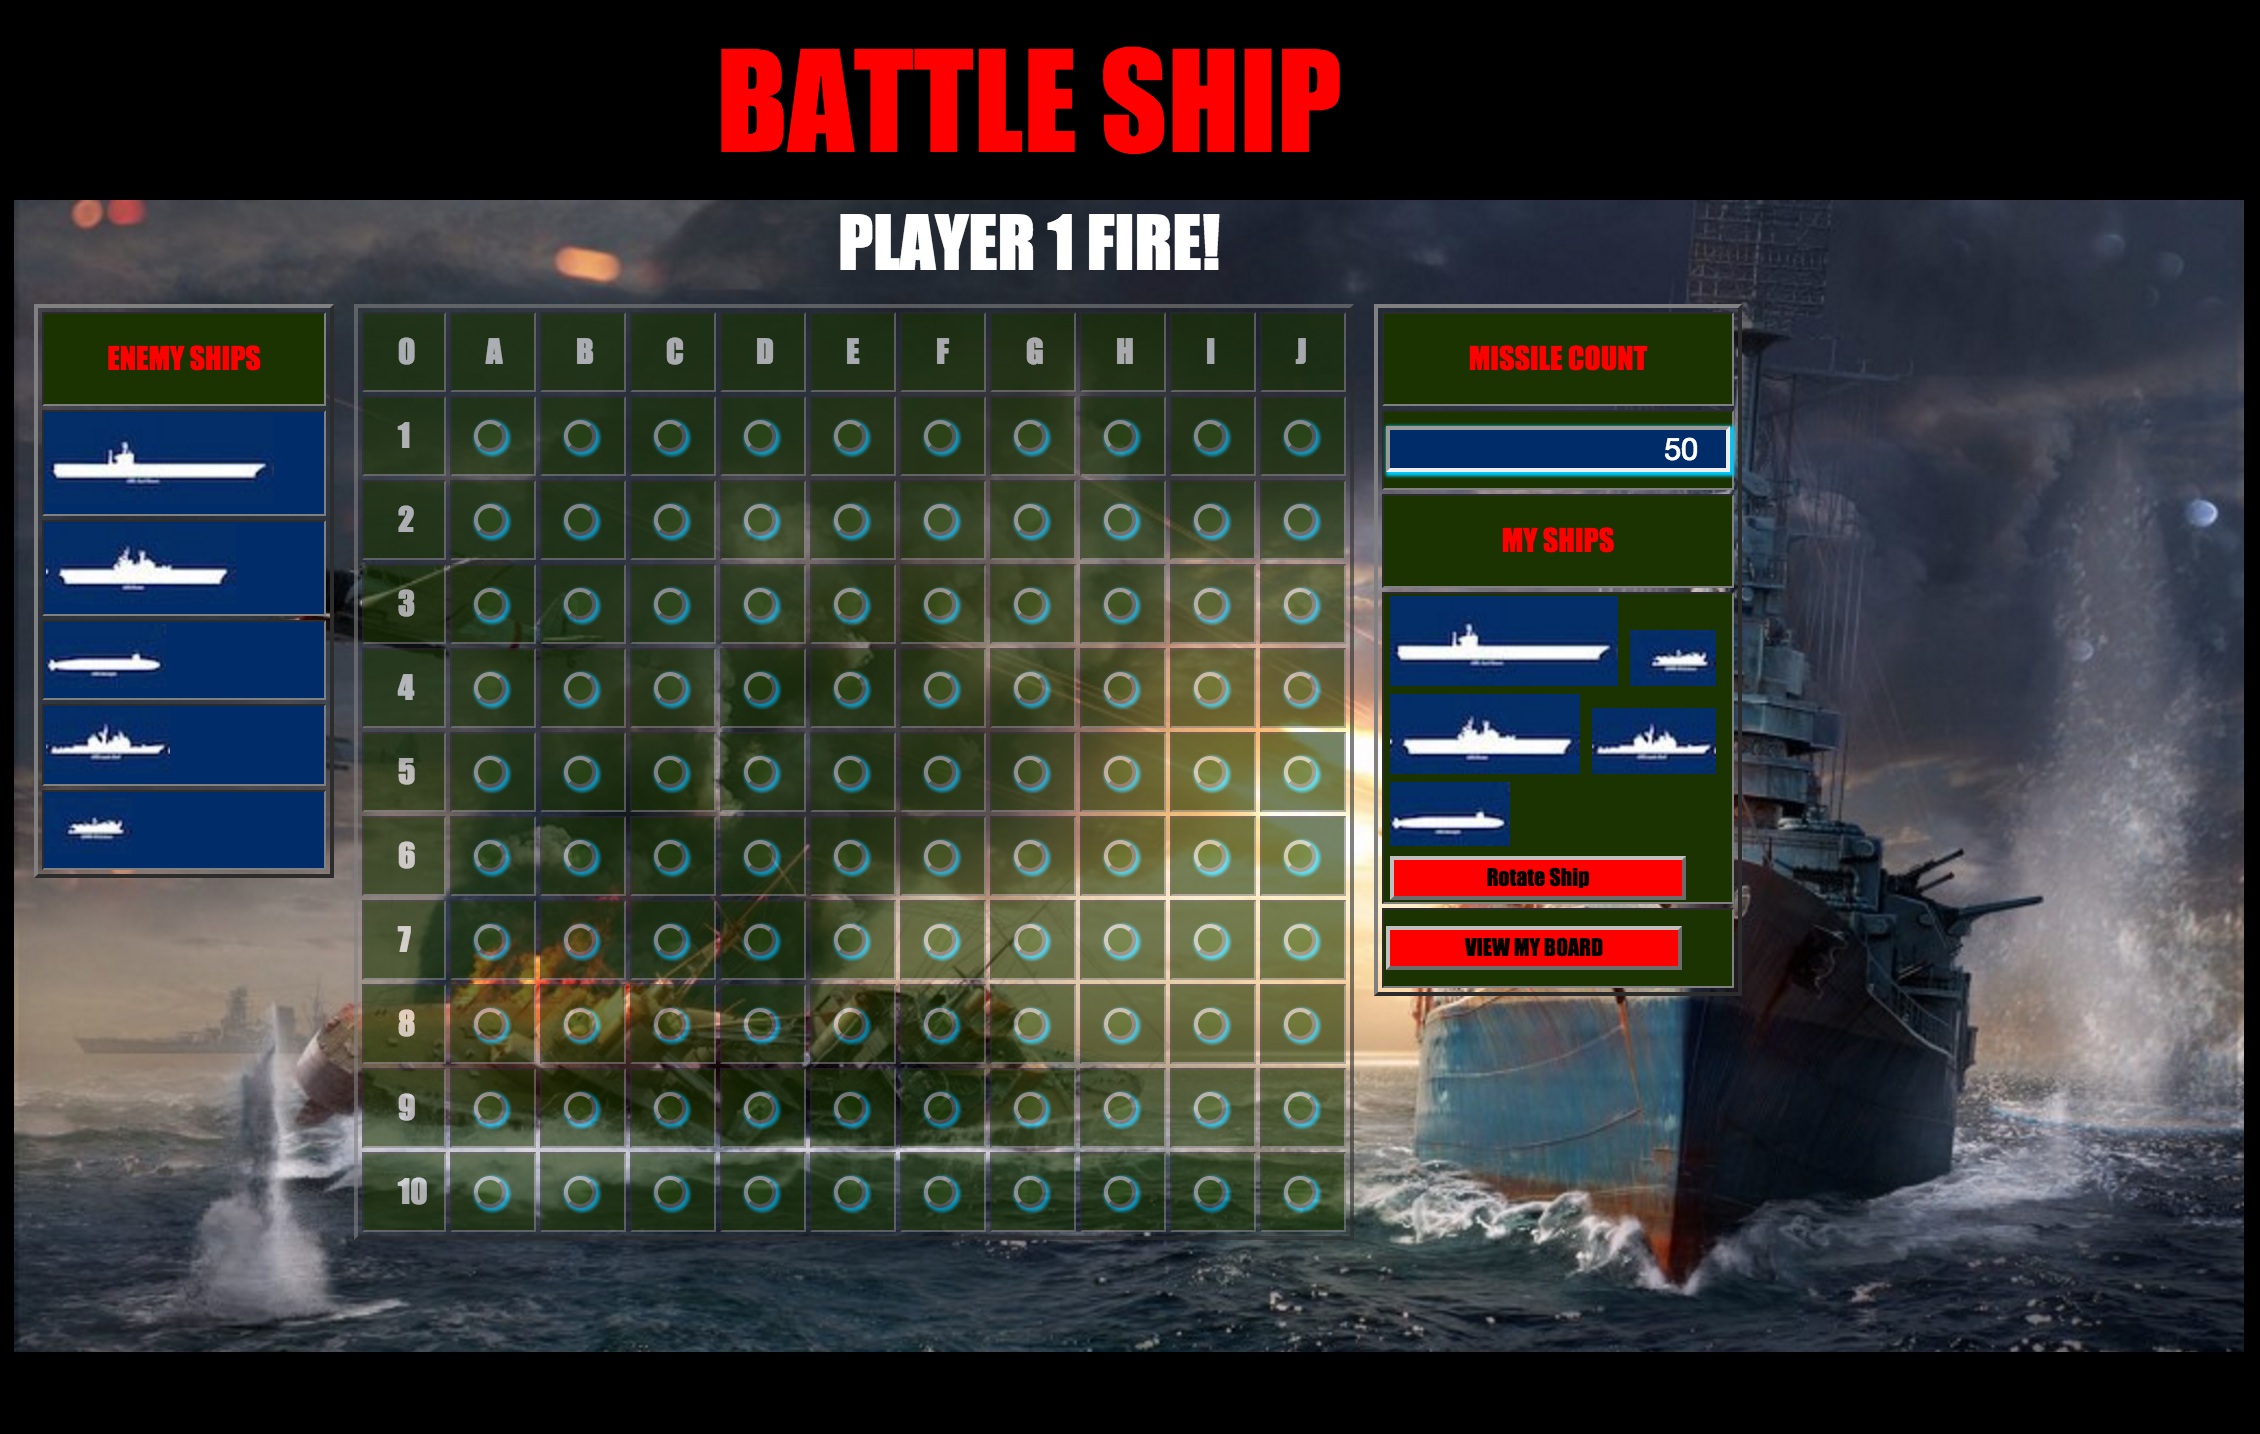 BATTLE SHIP
PLAYER 1 FIRE!
ENEMY SHIPS
0 A B C D E F G H I J
1
2
3
4
5
6
7
8
9
10
MISSILE COUNT
50
MY SHIPS
Rotate Ship
VIEW MY BOARD